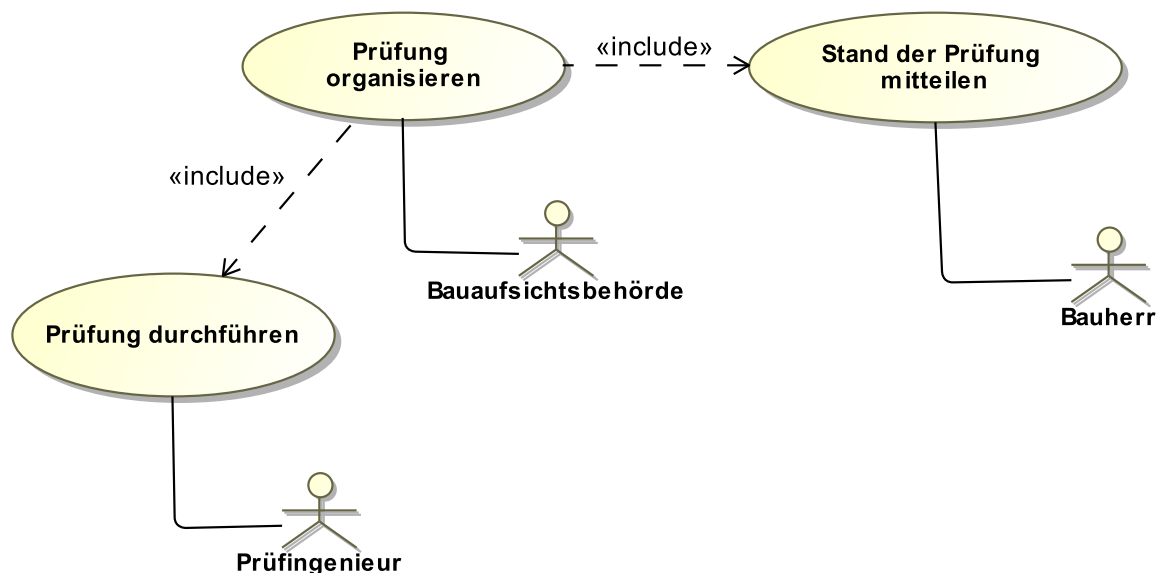 Prüfung
organisieren
«include»
Stand der Prüfung
mitteilen
«include»
Bauaufsichtsbehörde
Bauherr
Prüfung durchführen
Prüfingenieur